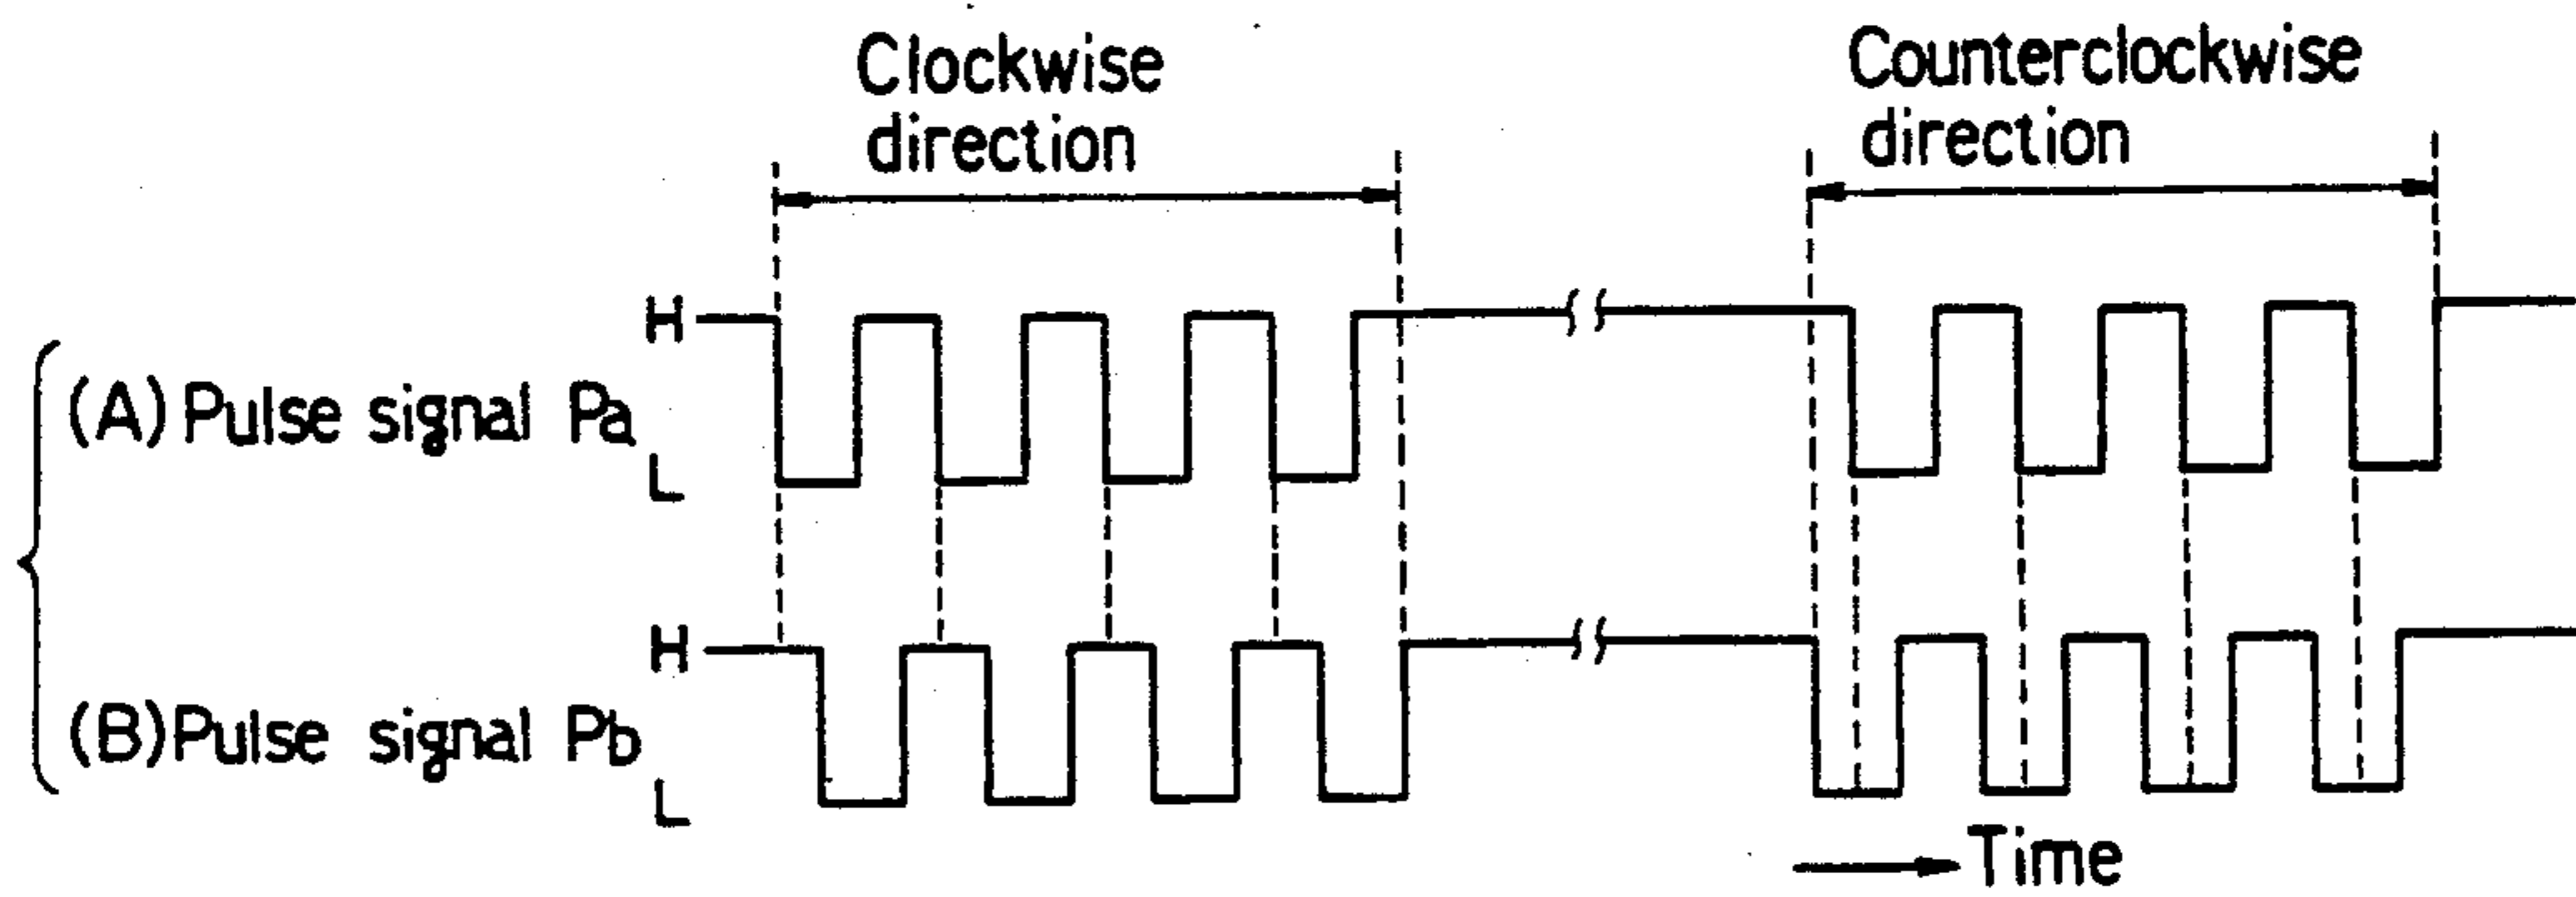 Clockwise
direction
Counterclockwise
direction
H
(A) Pulse signal Pa
L
H
(B) Pulse signal Pb
L
Time